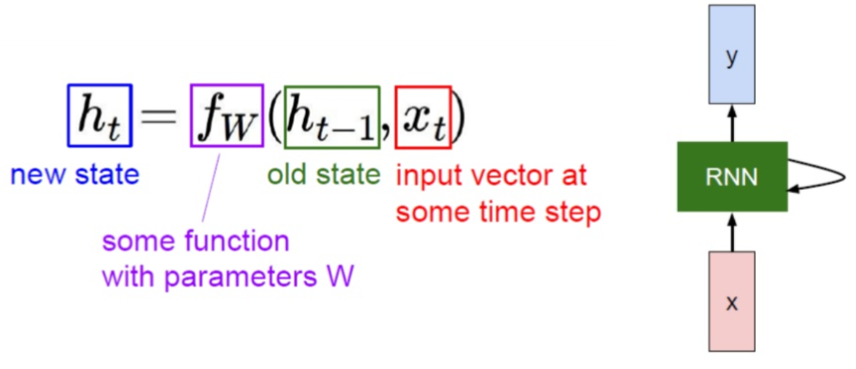 h_t = f_W(h_{t-1}, x_t)
new state
old state
input vector at
some time step
some function
with parameters W
y
RNN
x